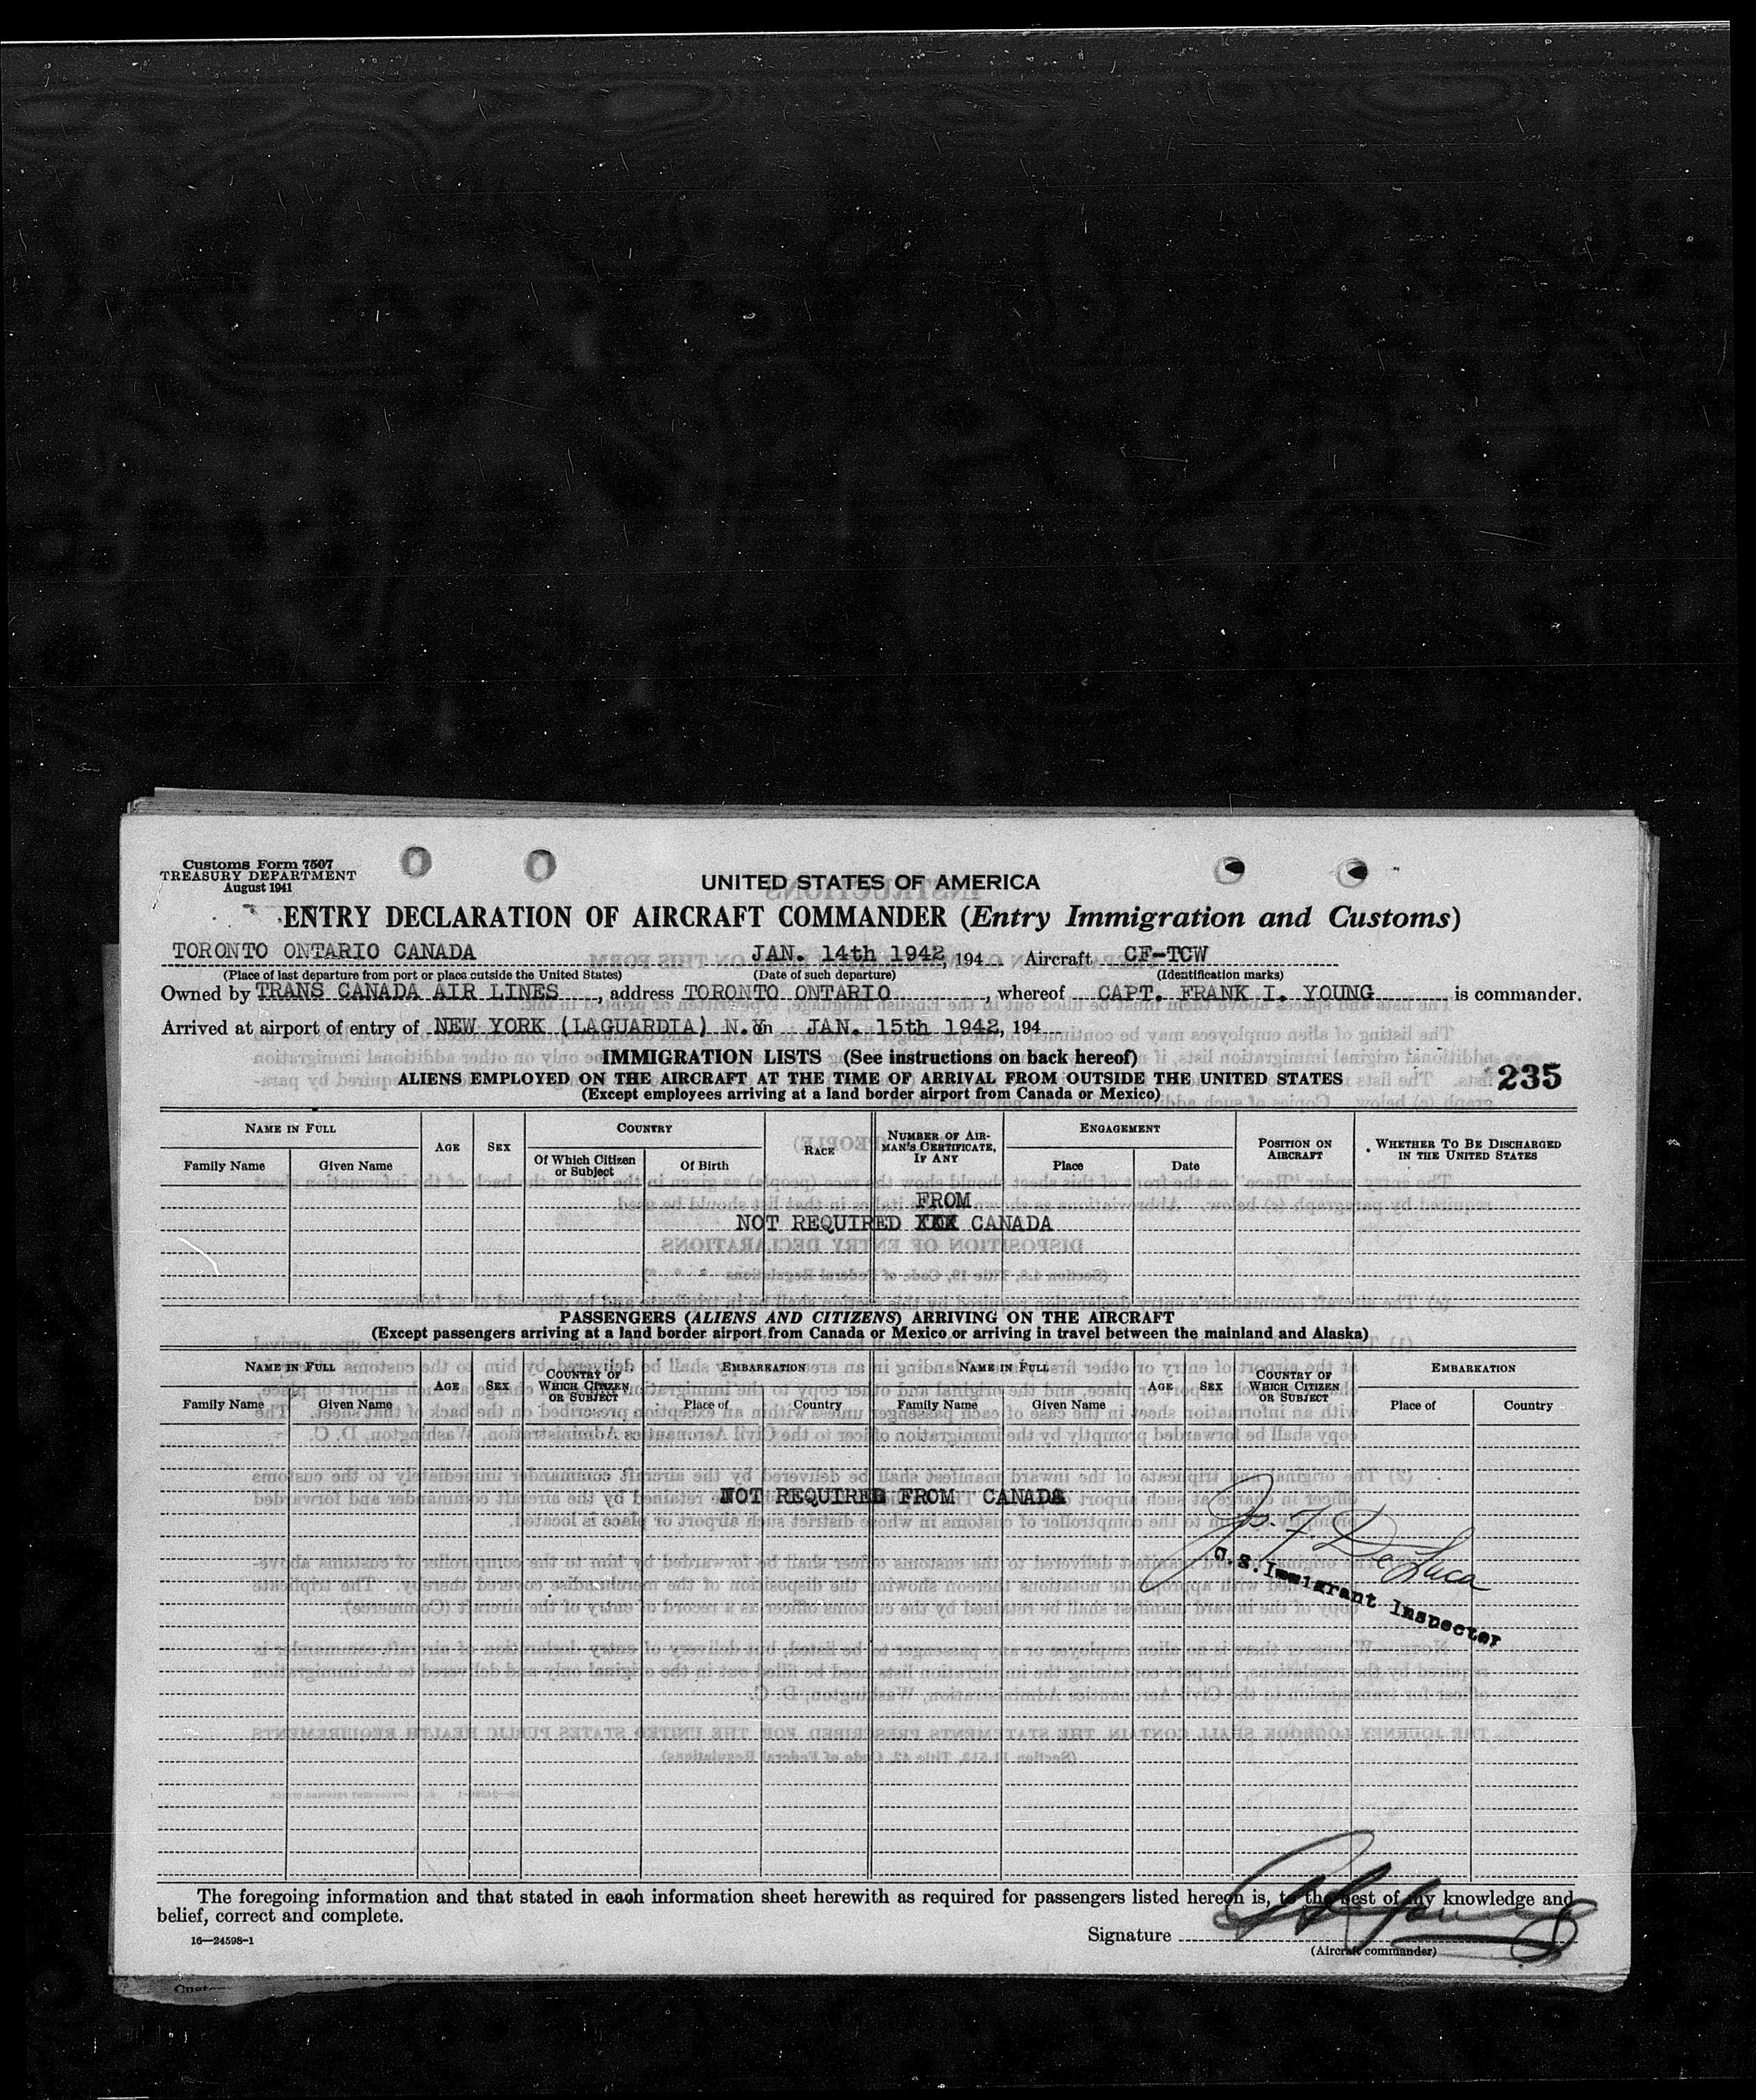 Customs Form 7507
TREASURY DEPARTMENT
August 1941
UNITED STATES OF AMERICA
ENTRY DECLARATION OF AIRCRAFT COMMANDER (Entry Immigration and Customs)
TORONTO ONTARIO CANADA JAN. 14th 1942, 194 Aircraft CF-TCW
(Place of last departure from port or place outside the United States) (Date of such departure) (Identification marks)
Owned by TRANS CANADA AIR LINES, address TORONTO ONTARIO, whereof CAPT. FRANK I. YOUNG is commander.
Arrived at airport of entry of NEW YORK (LAGUARDIA) N.Y. on JAN. 15th 1942, 194
IMMIGRATION LISTS (See instructions on back hereof)
ALIENS EMPLOYED ON THE AIRCRAFT AT THE TIME OF ARRIVAL FROM OUTSIDE THE UNITED STATES 235
(Except employees arriving at a land border airport from Canada or Mexico)
NAME IN FULL AGE SEX COUNTRY RACE NUMBER OF AIRMAN'S CERTIFICATE, IF ANY ENGAGEMENT POSITION ON AIRCRAFT WHETHER TO BE DISCHARGED IN THE UNITED STATES
Family Name Given Name Of Which Citizen or Subject Of Birth Place Date
FROM
NOT REQUIRED XXX CANADA
PASSENGERS (ALIENS AND CITIZENS) ARRIVING ON THE AIRCRAFT
(Except passengers arriving at a land border airport from Canada or Mexico or arriving in travel between the mainland and Alaska)
NAME IN FULL AGE SEX COUNTRY OF WHICH CITIZEN OR SUBJECT EMBARKATION NAME IN FULL AGE SEX COUNTRY OF WHICH CITIZEN OR SUBJECT EMBARKATION
Family Name Given Name Place of Country Family Name Given Name Place of Country
NOT REQUIRED FROM CANADA
Jos. F. DeLuca
U.S. Immigrant Inspector
The foregoing information and that stated in each information sheet herewith as required for passengers listed hereon is, to the best of my knowledge and
belief, correct and complete.
Signature
(Aircraft commander)
16—24598-1